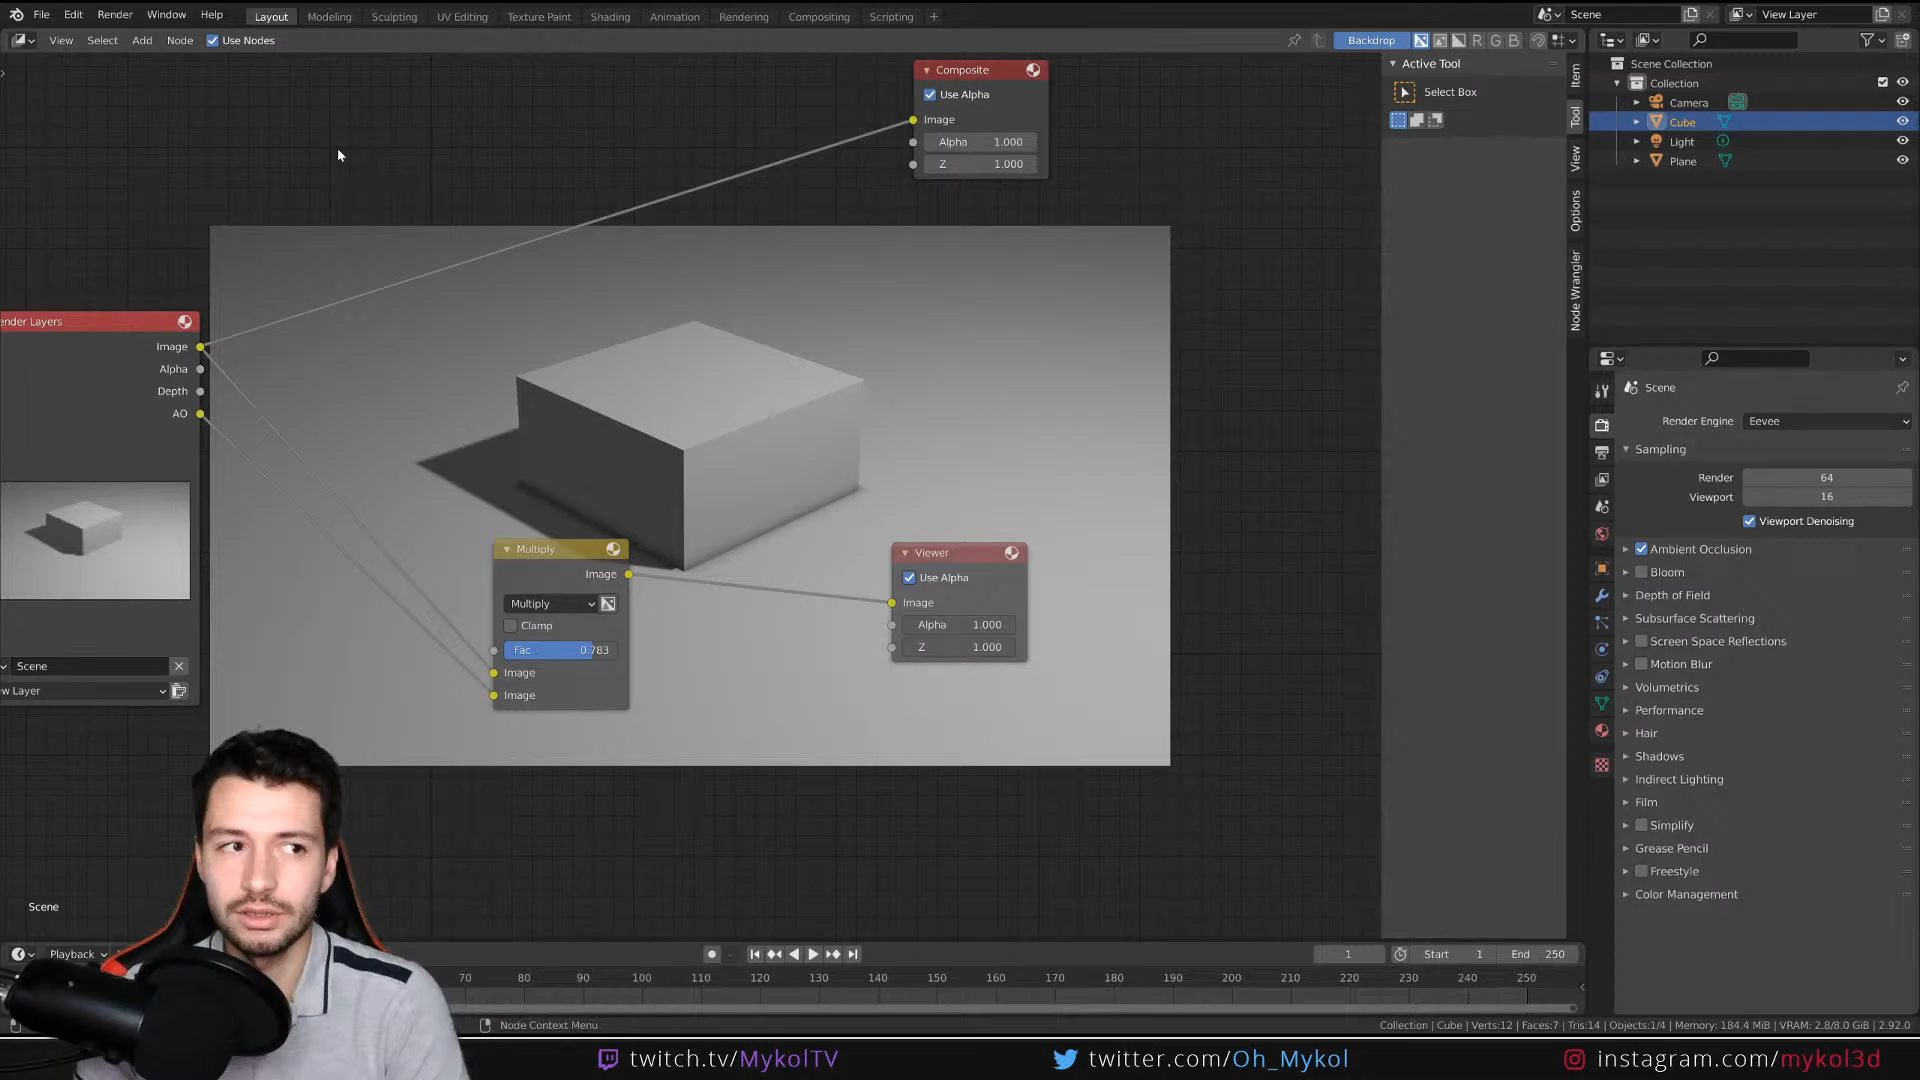 File Edit Render Window Help Layout Modeling Sculpting UV Editing Texture Paint Shading Animation Rendering Compositing Scripting + Scene View Layer
View Select Add Node Use Nodes Backdrop R G B
Composite
Use Alpha
Image
Alpha 1.000
Z 1.000
Active Tool
Select Box
Item
Tool
View
Options
Node Wrangler
Scene Collection
Collection
Camera
Cube
Light
Plane
ender Layers
Image
Alpha
Depth
AO
Scene
ew Layer
Multiply
Image
Multiply
Clamp
Fac 0.783
Image
Image
Viewer
Use Alpha
Image
Alpha 1.000
Z 1.000
Scene
Render Engine Eevee
Sampling
Render 64
Viewport 16
Viewport Denoising
Ambient Occlusion
Bloom
Depth of Field
Subsurface Scattering
Screen Space Reflections
Motion Blur
Volumetrics
Performance
Hair
Shadows
Indirect Lighting
Film
Simplify
Grease Pencil
Freestyle
Color Management
Scene
Playback 1 Start 1 End 250
70 80 90 100 110 120 130 140 150 160 170 180 190 200 210 220 230 240 250
Node Context Menu
Collection | Cube | Verts:12 | Faces:7 | Tris:14 | Objects:1/4 | Memory: 184.4 MiB | VRAM: 2.8/8.0 GiB | 2.92.0
twitch.tv/MykolTV twitter.com/Oh_Mykol instagram.com/mykol3d